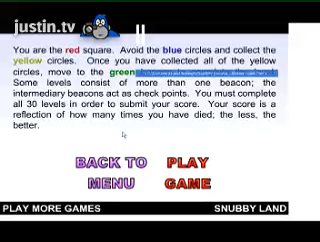 justin.tv
You are the red square. Avoid the blue circles and collect the
yellow circles. Once you have collected all of the yellow
circles, move to the green
Some levels consist of more than one beacon; the
intermediary beacons act as check points. You must complete
all 30 levels in order to submit your score. Your score is a
reflection of how many times you have died; the less, the
better.
BACK TO PLAY
MENU GAME
PLAY MORE GAMES SNUBBY LAND